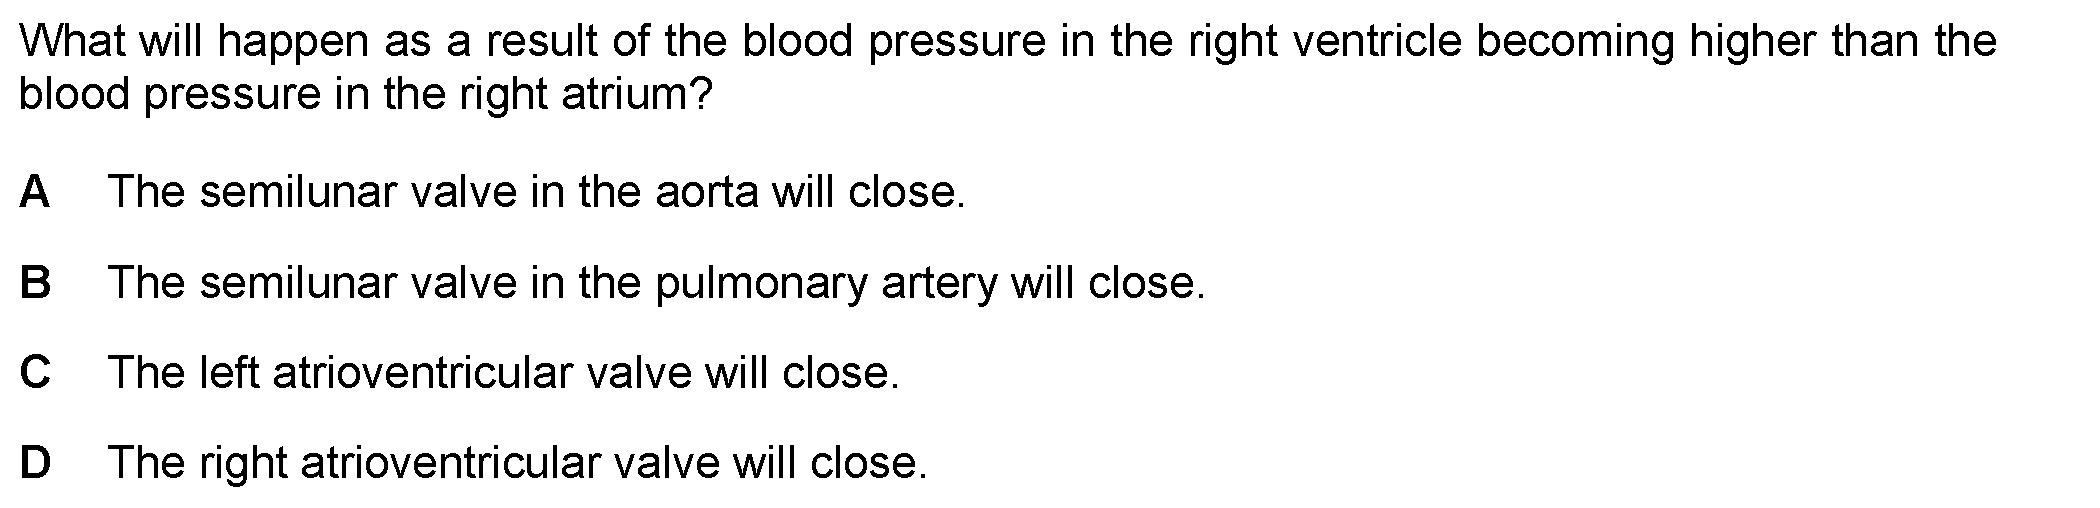 What will happen as a result of the blood pressure in the right ventricle becoming higher than the
blood pressure in the right atrium?
A The semilunar valve in the aorta will close.
B The semilunar valve in the pulmonary artery will close.
C The left atrioventricular valve will close.
D The right atrioventricular valve will close.